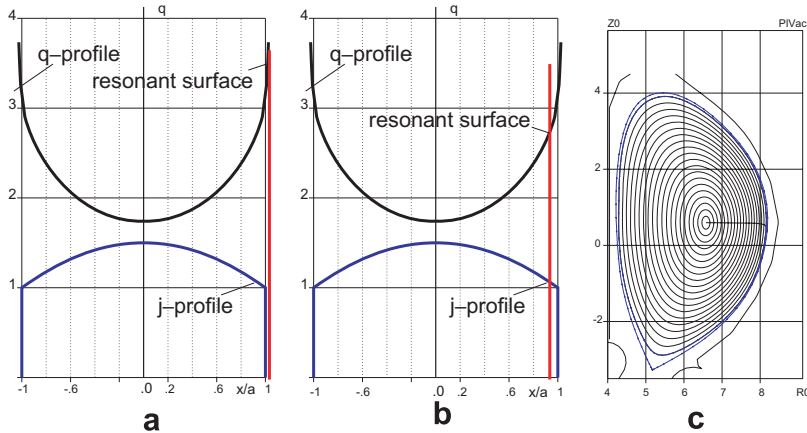 4 q
q–profile
resonant surface
3
2
1
j–profile
-1 -.6 .0 .2 .6 x/a 1
a
4 q
q–profile
3
resonant surface
2
1
j–profile
-1 -.6 .0 .2 .6 x/a 1
b
Z0 PlVac
4
2
0
-2
4 5 6 7 8 R0
c